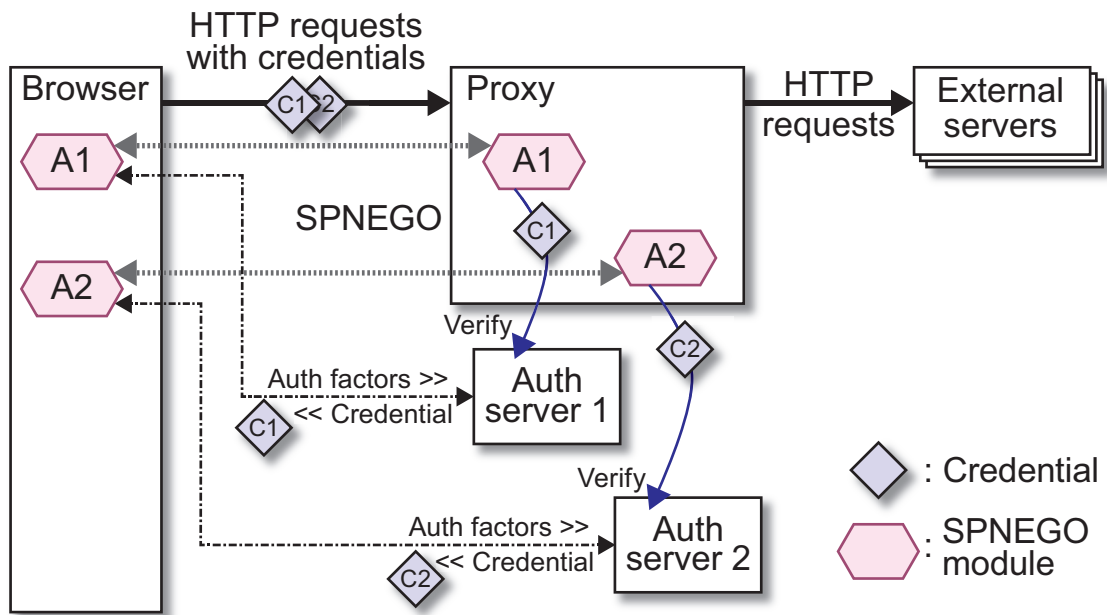 HTTP requests
with credentials
Browser
C1
C2
Proxy
HTTP
requests
External
servers
A1
A1
C1
SPNEGO
A2
A2
Verify
C2
Auth
server 1
Auth factors >>
<< Credential
C1
Verify
Auth
server 2
Auth factors >>
<< Credential
C2
: Credential
: SPNEGO
module